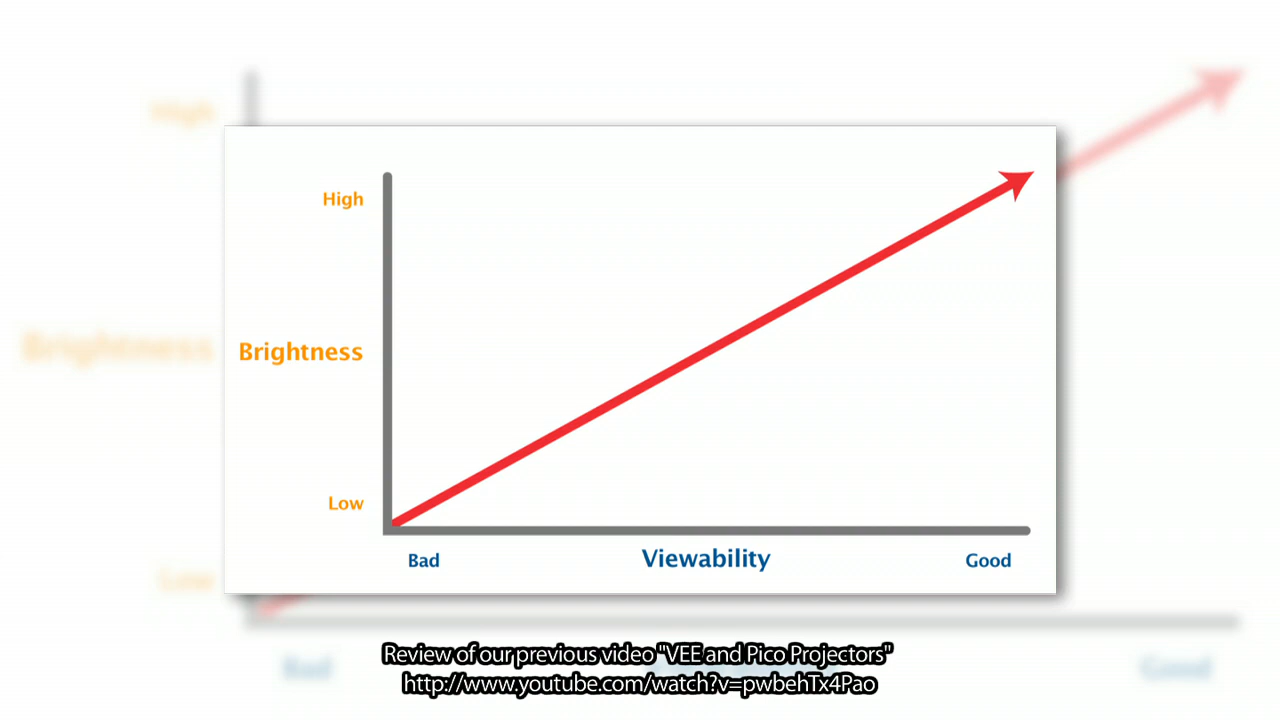 High
Brightness
Low
Bad
Viewability
Good
Review of our previous video "VEE and Pico Projectors"
http://www.youtube.com/watch?v=pwbehTx4Pao